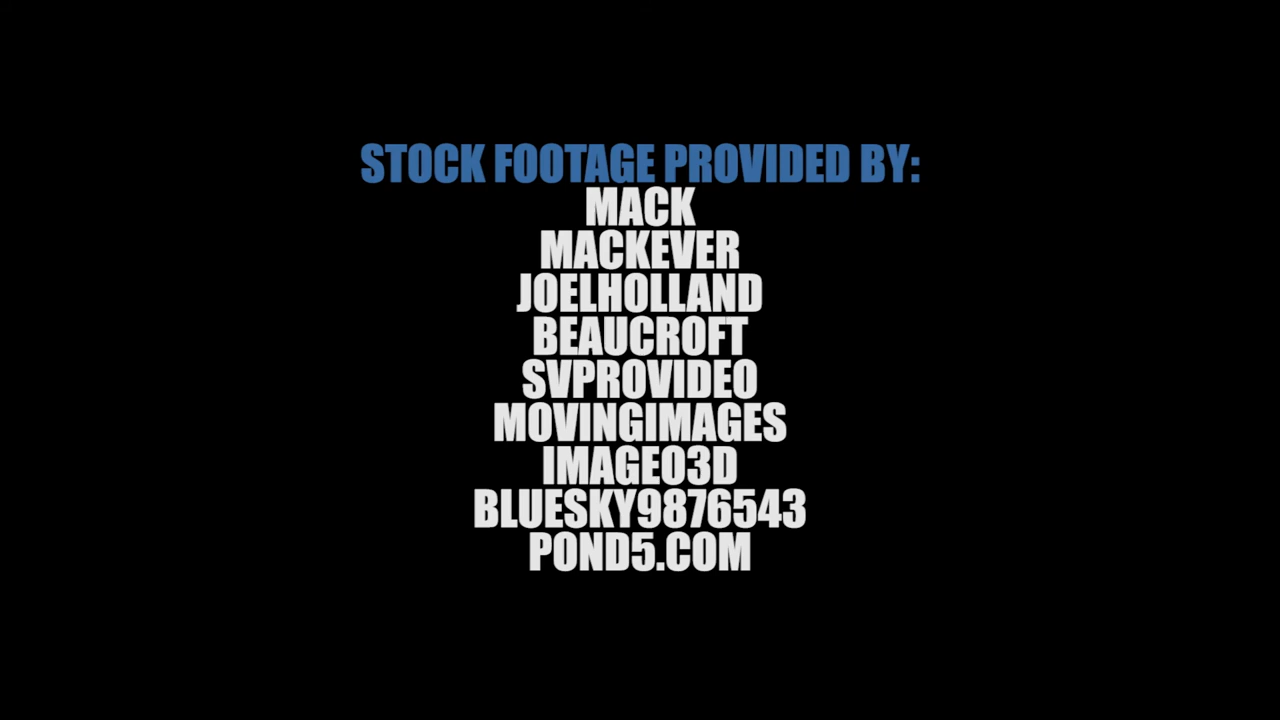 STOCK FOOTAGE PROVIDED BY:
MACK
MACKEVER
JOELHOLLAND
BEAUCROFT
SVPROVIDEO
MOVINGIMAGES
IMAGEO3D
BLUESKY9876543
POND5.COM